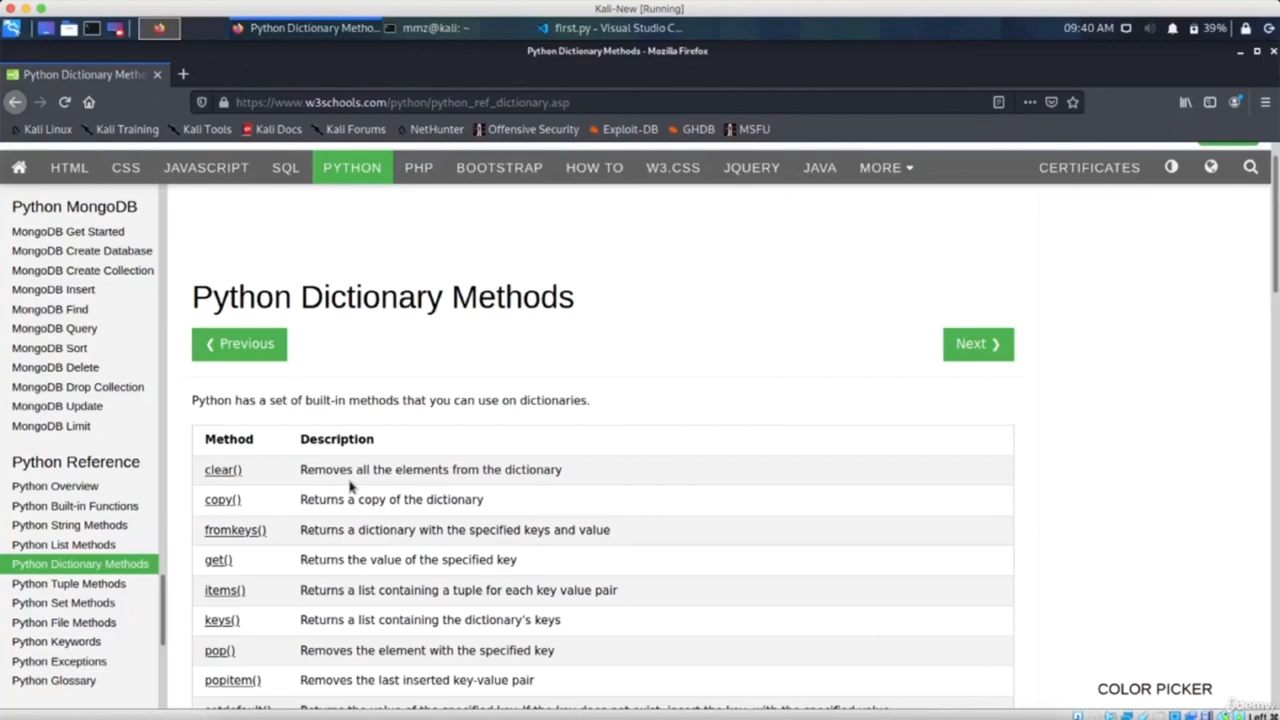 Kali-New [Running]
Python Dictionary Metho...
mmz@kali: ~
first.py - Visual Studio C...
09:40 AM
39%
Python Dictionary Methods - Mozilla Firefox
Python Dictionary Meth
https://www.w3schools.com/python/python_ref_dictionary.asp
Kali Linux
Kali Training
Kali Tools
Kali Docs
Kali Forums
NetHunter
Offensive Security
Exploit-DB
GHDB
MSFU
HTML
CSS
JAVASCRIPT
SQL
PYTHON
PHP
BOOTSTRAP
HOW TO
W3.CSS
JQUERY
JAVA
MORE
CERTIFICATES
Python MongoDB
MongoDB Get Started
MongoDB Create Database
MongoDB Create Collection
MongoDB Insert
MongoDB Find
MongoDB Query
MongoDB Sort
MongoDB Delete
MongoDB Drop Collection
MongoDB Update
MongoDB Limit
Python Reference
Python Overview
Python Built-in Functions
Python String Methods
Python List Methods
Python Dictionary Methods
Python Tuple Methods
Python Set Methods
Python File Methods
Python Keywords
Python Exceptions
Python Glossary
Python Dictionary Methods
❮ Previous
Next ❯
Python has a set of built-in methods that you can use on dictionaries.
Method Description
clear() Removes all the elements from the dictionary
copy() Returns a copy of the dictionary
fromkeys() Returns a dictionary with the specified keys and value
get() Returns the value of the specified key
items() Returns a list containing a tuple for each key value pair
keys() Returns a list containing the dictionary's keys
pop() Removes the element with the specified key
popitem() Removes the last inserted key-value pair
COLOR PICKER
Udemy